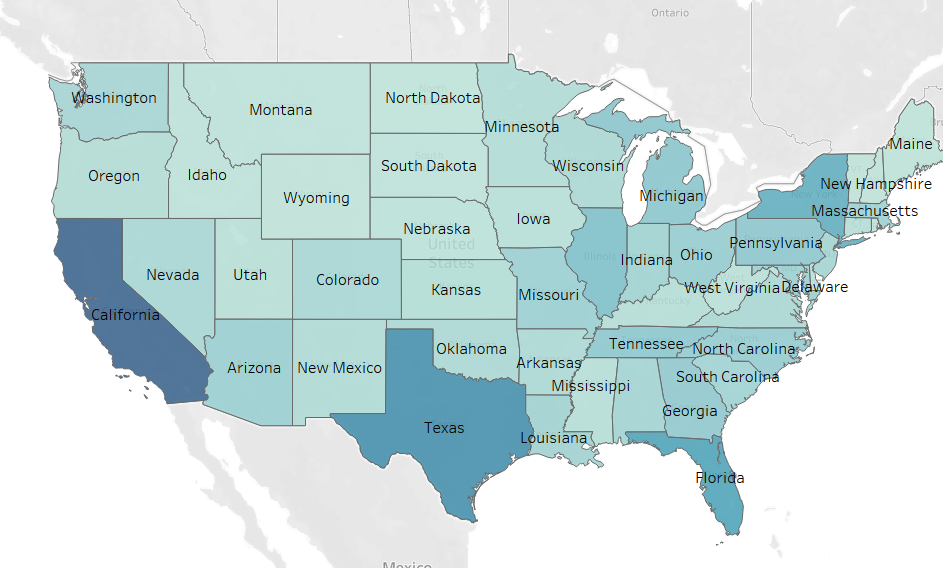 Ontario
Washington
Montana
North Dakota
Minnesota
Maine
Oregon
Idaho
South Dakota
Wisconsin
Michigan
New Hampshire
Wyoming
Massachusetts
Iowa
Nebraska
United
States
Pennsylvania
Illinois
Indiana
Ohio
Nevada
Utah
Colorado
Kansas
Missouri
West Virginia
Delaware
California
Tennessee
North Carolina
Oklahoma
Arkansas
Arizona
New Mexico
Mississippi
South Carolina
Georgia
Texas
Louisiana
Florida
Mexico